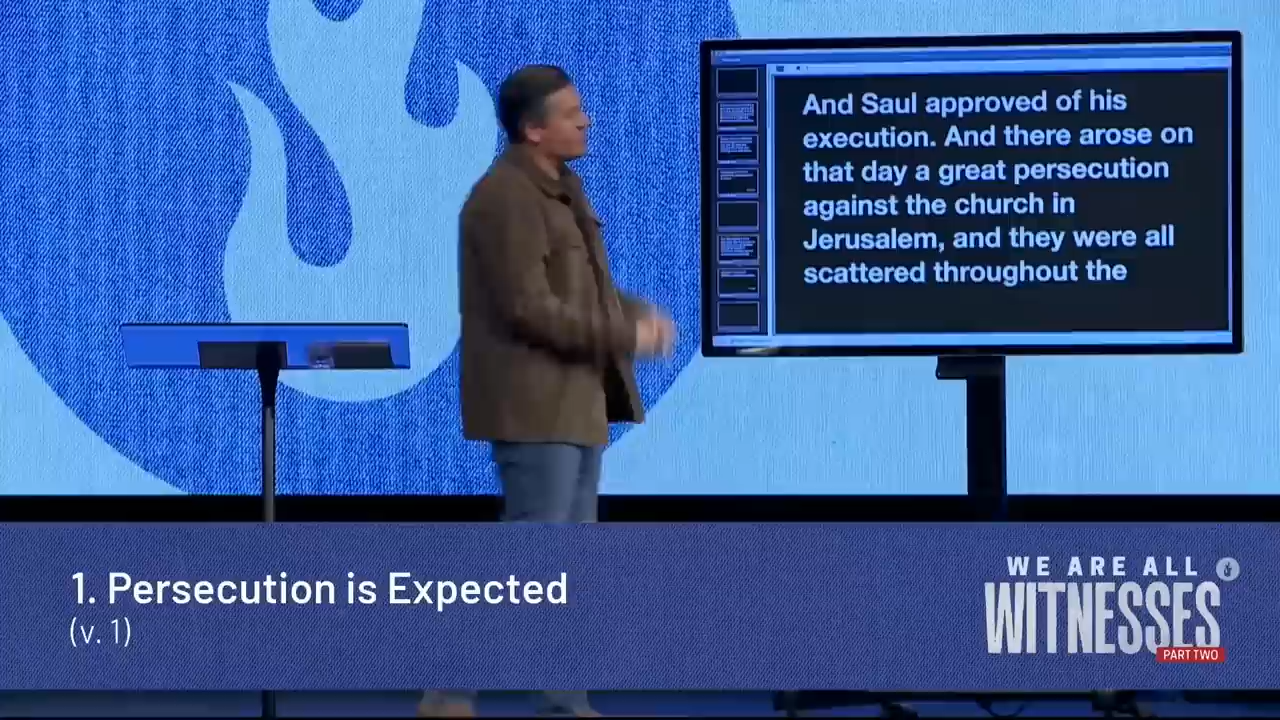 And Saul approved of his
execution. And there arose on
that day a great persecution
against the church in
Jerusalem, and they were all
scattered throughout the
1. Persecution is Expected
(v. 1)
WE ARE ALL
WITNESSES
PART TWO